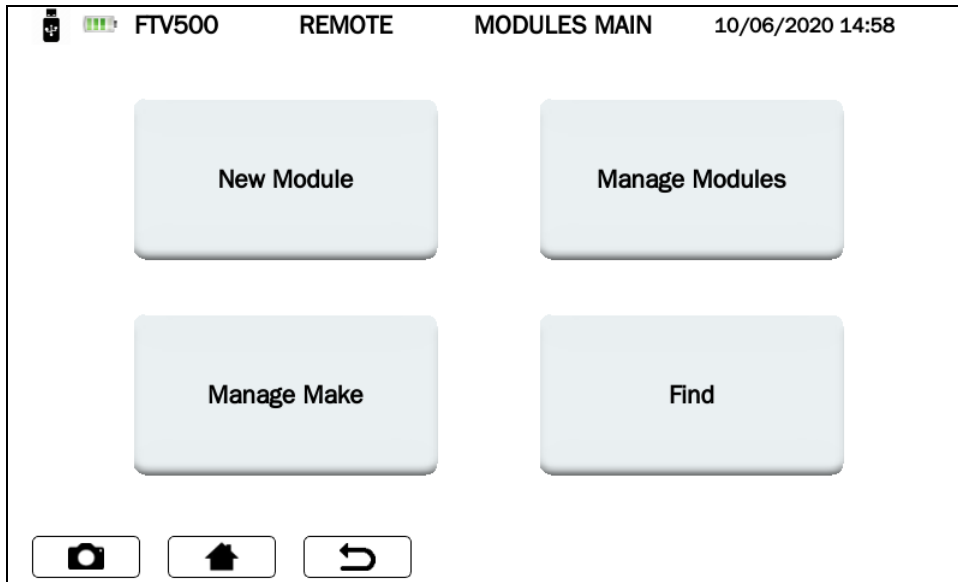 FTV500 REMOTE MODULES MAIN 10/06/2020 14:58
New Module Manage Modules
Manage Make Find